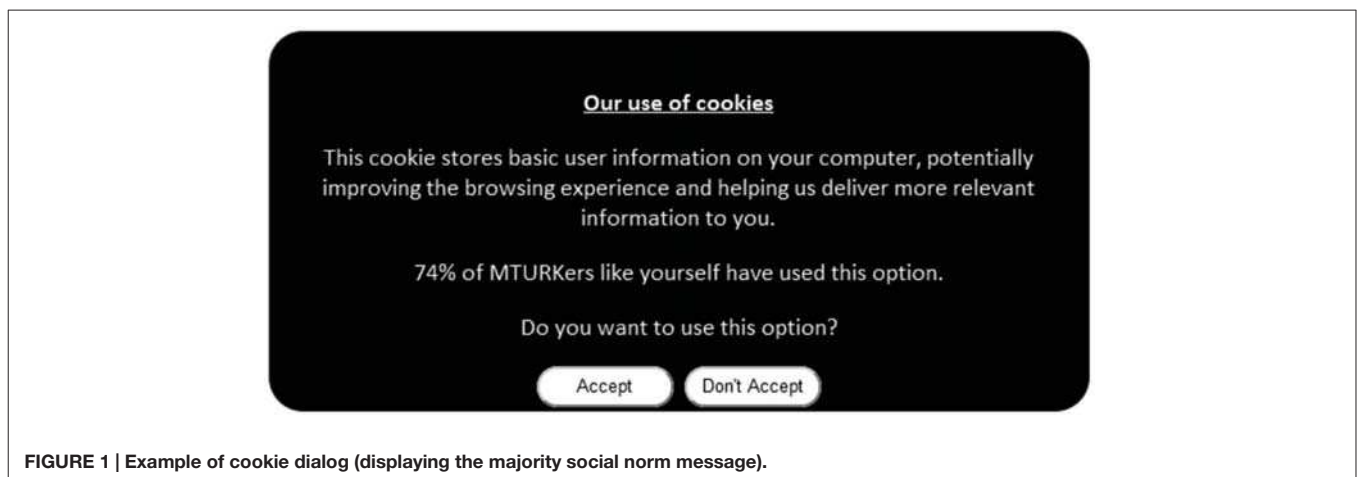 Our use of cookies
This cookie stores basic user information on your computer, potentially
improving the browsing experience and helping us deliver more relevant
information to you.
74% of MTURKers like yourself have used this option.
Do you want to use this option?
Accept Don't Accept
FIGURE 1 | Example of cookie dialog (displaying the majority social norm message).